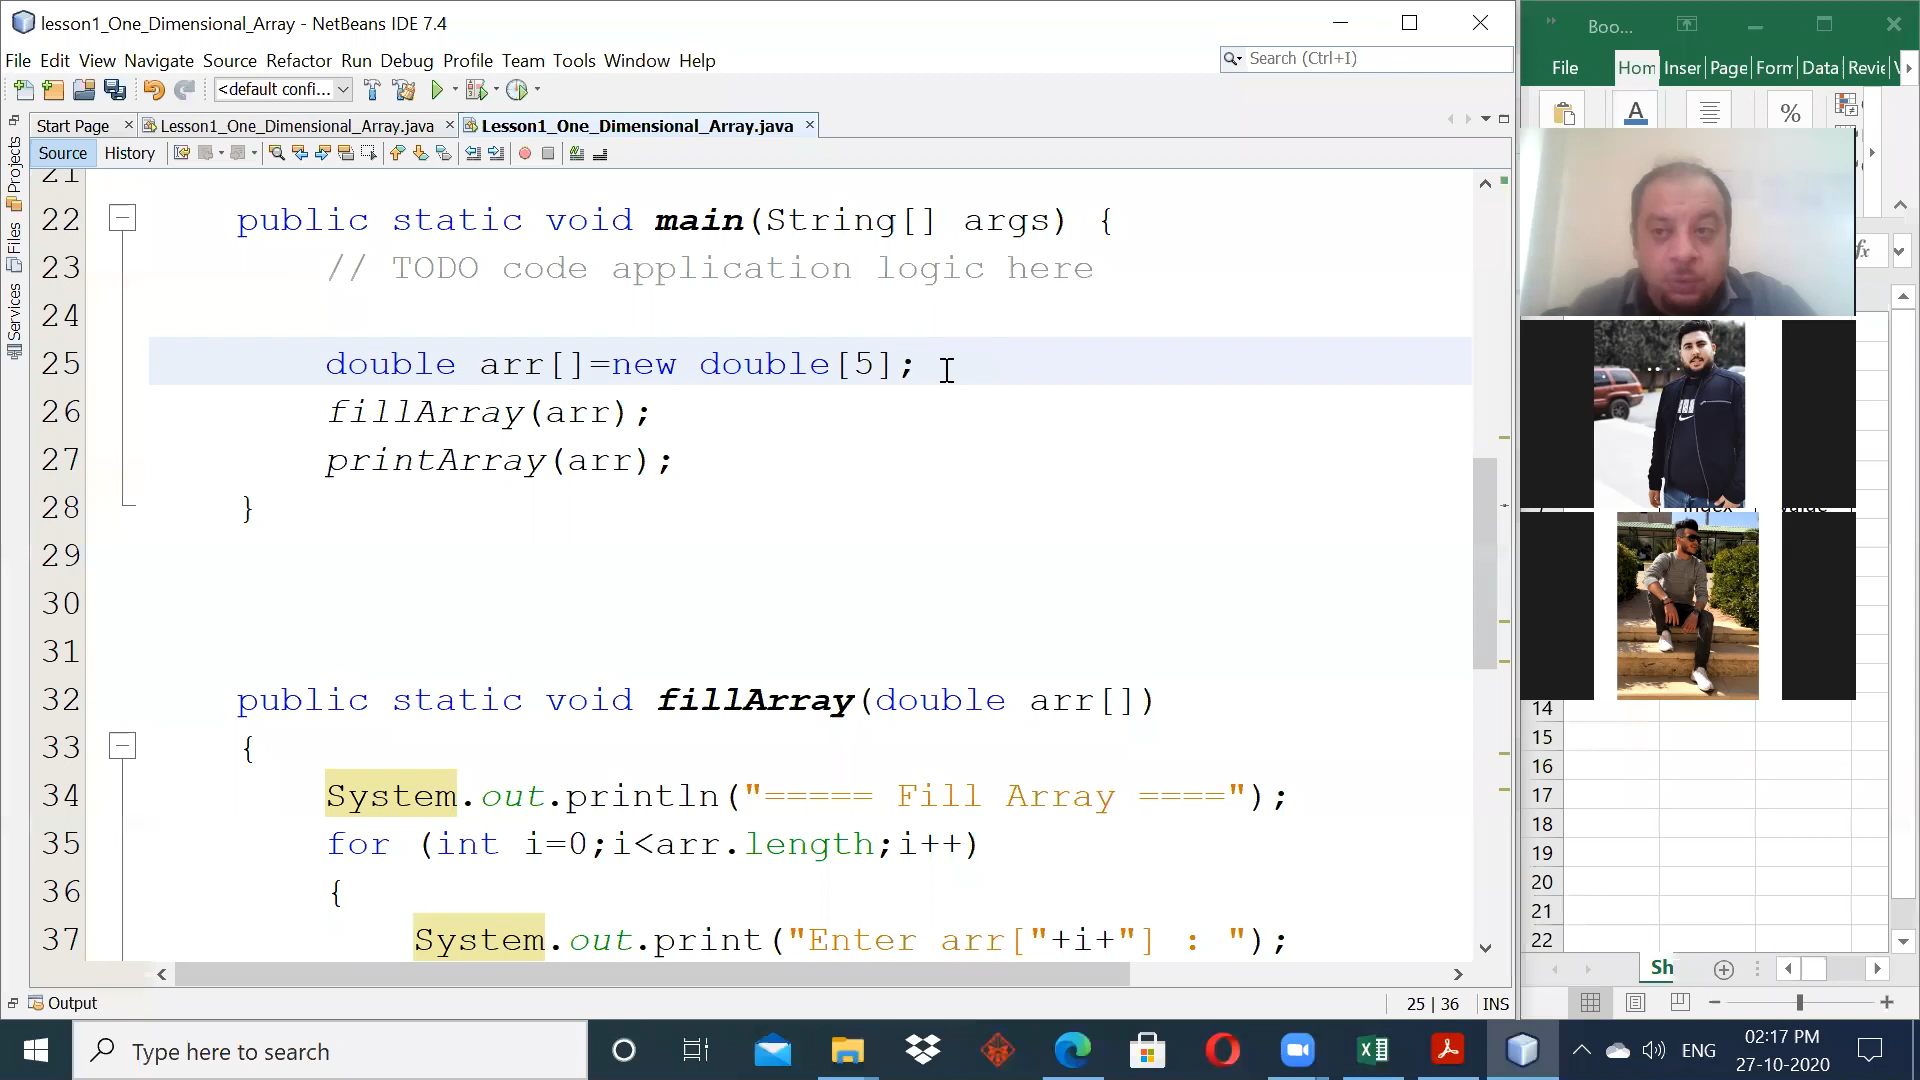 lesson1_One_Dimensional_Array - NetBeans IDE 7.4
File Edit View Navigate Source Refactor Run Debug Profile Team Tools Window Help
Search (Ctrl+I)
<default confi...
Start Page
Lesson1_One_Dimensional_Array.java
Lesson1_One_Dimensional_Array.java
Source History
Projects
Files
Services
21
22 public static void main(String[] args) {
23 // TODO code application logic here
24
25 double arr[]=new double[5];
26 fillArray(arr);
27 printArray(arr);
28 }
29
30
31
32 public static void fillArray(double arr[])
33 {
34 System.out.println("===== Fill Array ====");
35 for (int i=0;i<arr.length;i++)
36 {
37 System.out.print("Enter arr["+i+"] : ");
Output
25 | 36 INS
Boo...
File Hom Inser Page Form Data Revie
A
%
fx
14
15
16
17
18
19
20
21
22
Sh
Type here to search
ENG
02:17 PM
27-10-2020